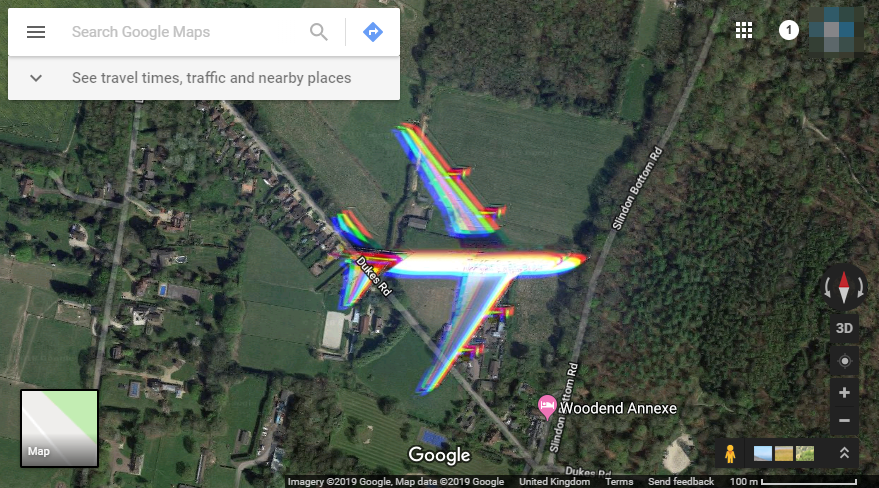 Search Google Maps
1
See travel times, traffic and nearby places
Slindon Bottom Rd
Dukes Rd
3D
Woodend Annexe
Slindon Bottom Rd
Map
Google
Dukes Rd
Imagery ©2019 Google, Map data ©2019 Google United Kingdom Terms Send feedback 100 m